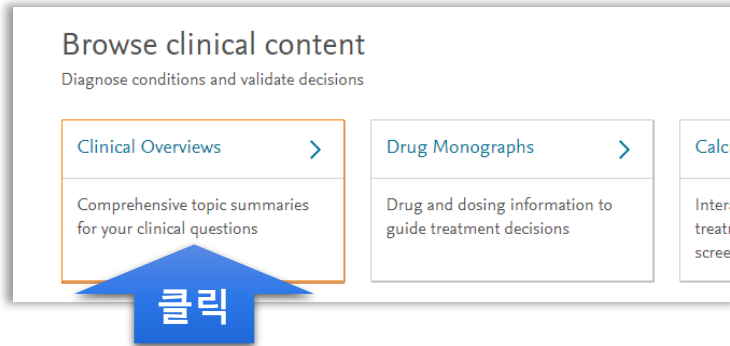 Browse clinical content
Diagnose conditions and validate decisions
Clinical Overviews
Drug Monographs
Comprehensive topic summaries
for your clinical questions
Drug and dosing information to
guide treatment decisions
클릭